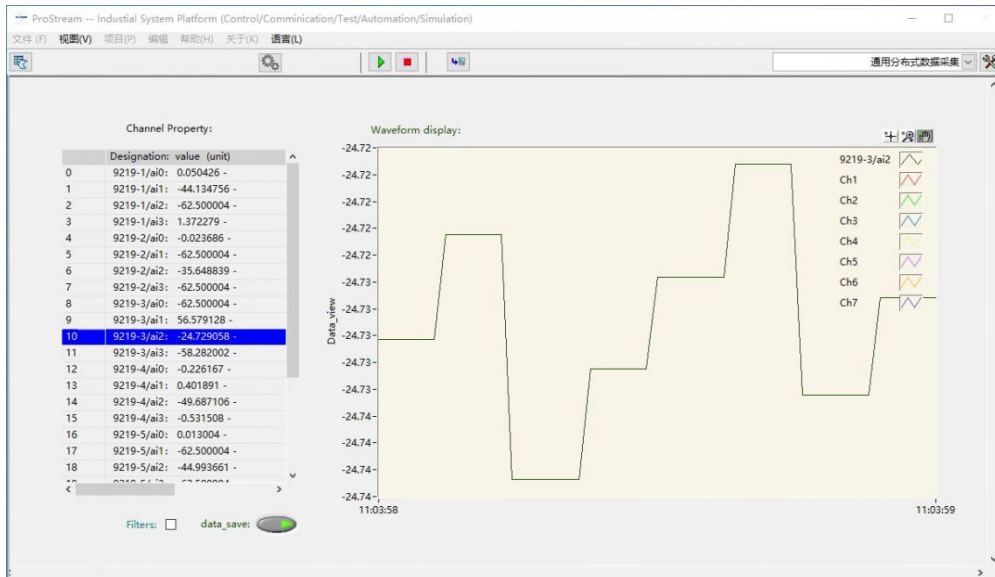 ProStream -- Industial System Platform (Control/Comminication/Test/Automation/Simulation)
文件 (F) 视图(V) 项目(P) 编辑 帮助(H) 关于(K) 语言(L)
通用分布式数据采集
Channel Property:
Designation: value (unit)
0 9219-1/ai0: 0.050426 -
1 9219-1/ai1: -44.134756 -
2 9219-1/ai2: -62.500004 -
3 9219-1/ai3: 1.372279 -
4 9219-2/ai0: -0.023686 -
5 9219-2/ai1: -62.500004 -
6 9219-2/ai2: -35.648839 -
7 9219-2/ai3: -62.500004 -
8 9219-3/ai0: -62.500004 -
9 9219-3/ai1: 56.579128 -
10 9219-3/ai2: -24.729058 -
11 9219-3/ai3: -58.282002 -
12 9219-4/ai0: -0.226167 -
13 9219-4/ai1: 0.401891 -
14 9219-4/ai2: -49.687106 -
15 9219-4/ai3: -0.531508 -
16 9219-5/ai0: 0.013004 -
17 9219-5/ai1: -62.500004 -
18 9219-5/ai2: -44.993661 -
Filters:
data_save:
Waveform display:
Data_view
-24.72
-24.72
-24.72
-24.72
-24.73
-24.73
-24.73
-24.73
-24.73
-24.73
-24.74
-24.74
-24.74
-24.74
11:03:58
11:03:59
9219-3/ai2
Ch1
Ch2
Ch3
Ch4
Ch5
Ch6
Ch7